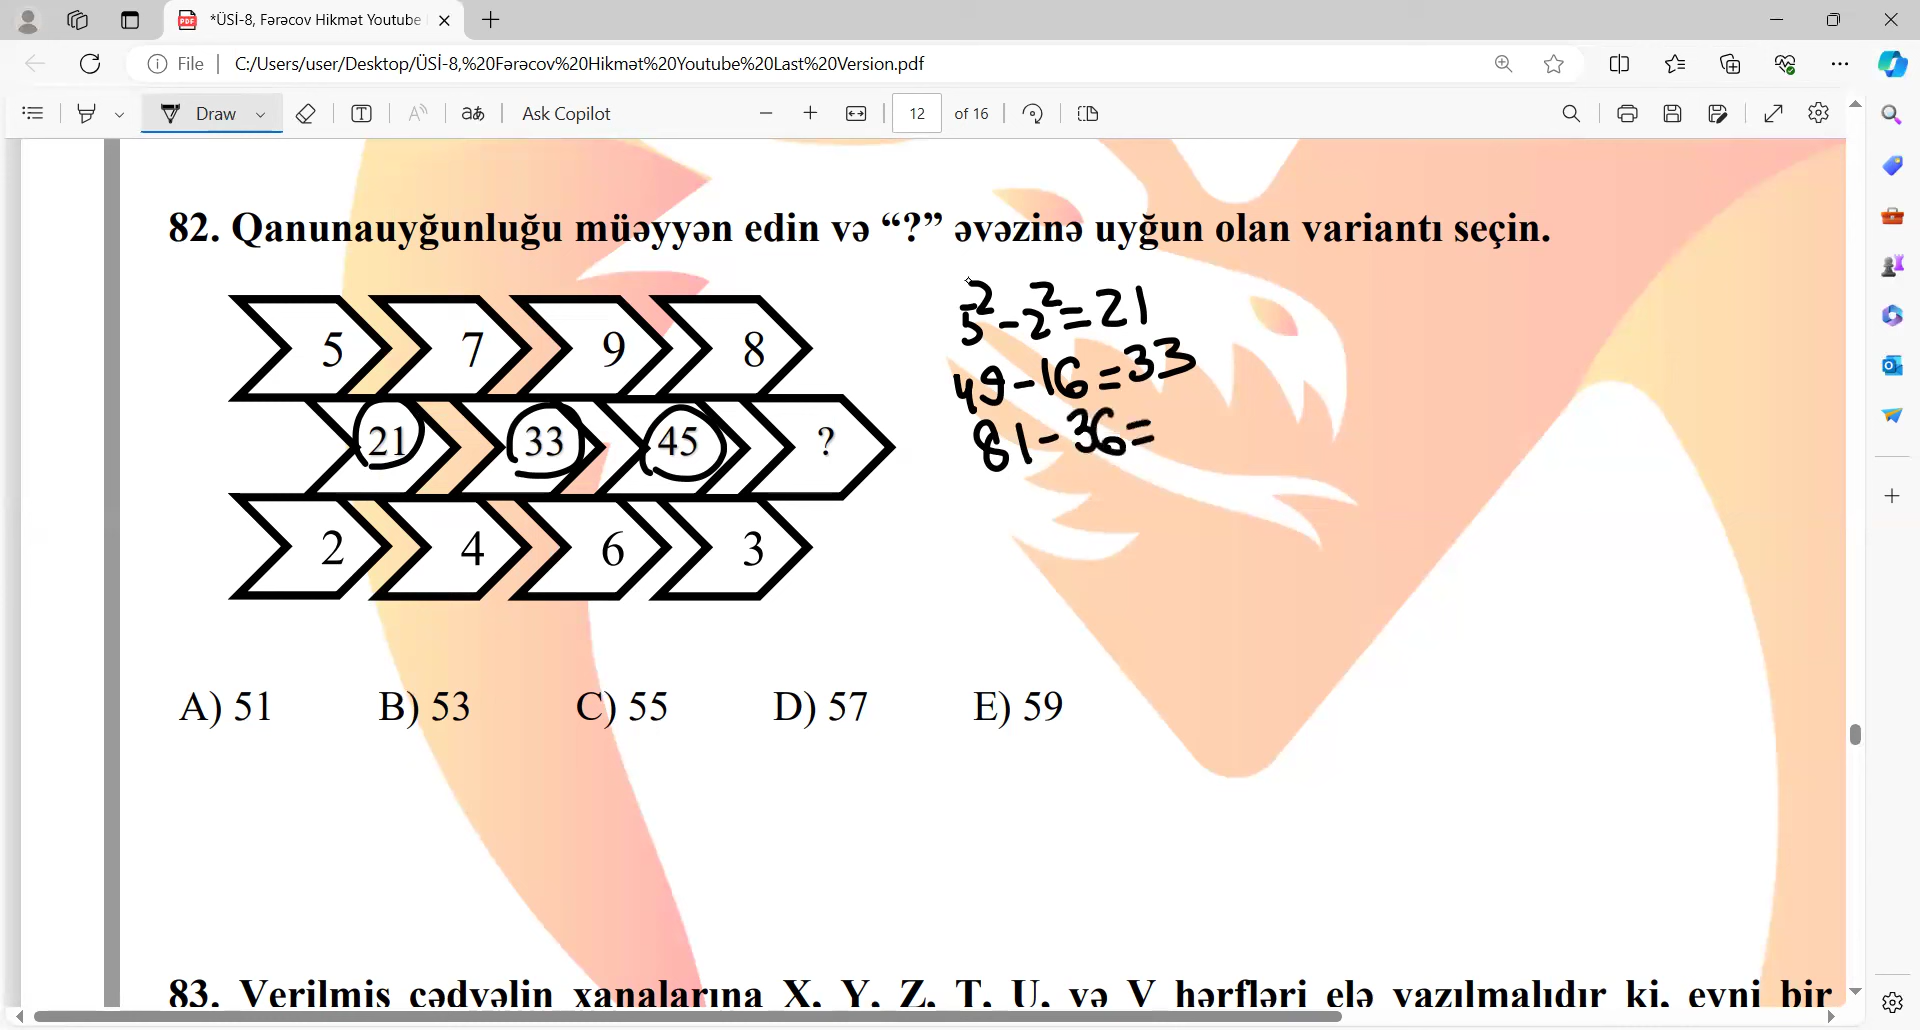 *ÜSİ-8, Fərəcov Hikmət Youtube
File
C:/Users/user/Desktop/ÜSİ-8,%20Fərəcov%20Hikmət%20Youtube%20Last%20Version.pdf
Draw
Ask Copilot
12 of 16
82. Qanunauyğunluğu müəyyən edin və “?” əvəzinə uyğun olan variantı seçin.
5 7 9 8
21 33 45 ?
2 4 6 3
5²-2²=21
49-16=33
81-36=
A) 51 B) 53 C) 55 D) 57 E) 59
83. Verilmiş cədvəlin xanalarına X, Y, Z, T, U, və V hərfləri elə yazılmalıdır ki, eyni bir